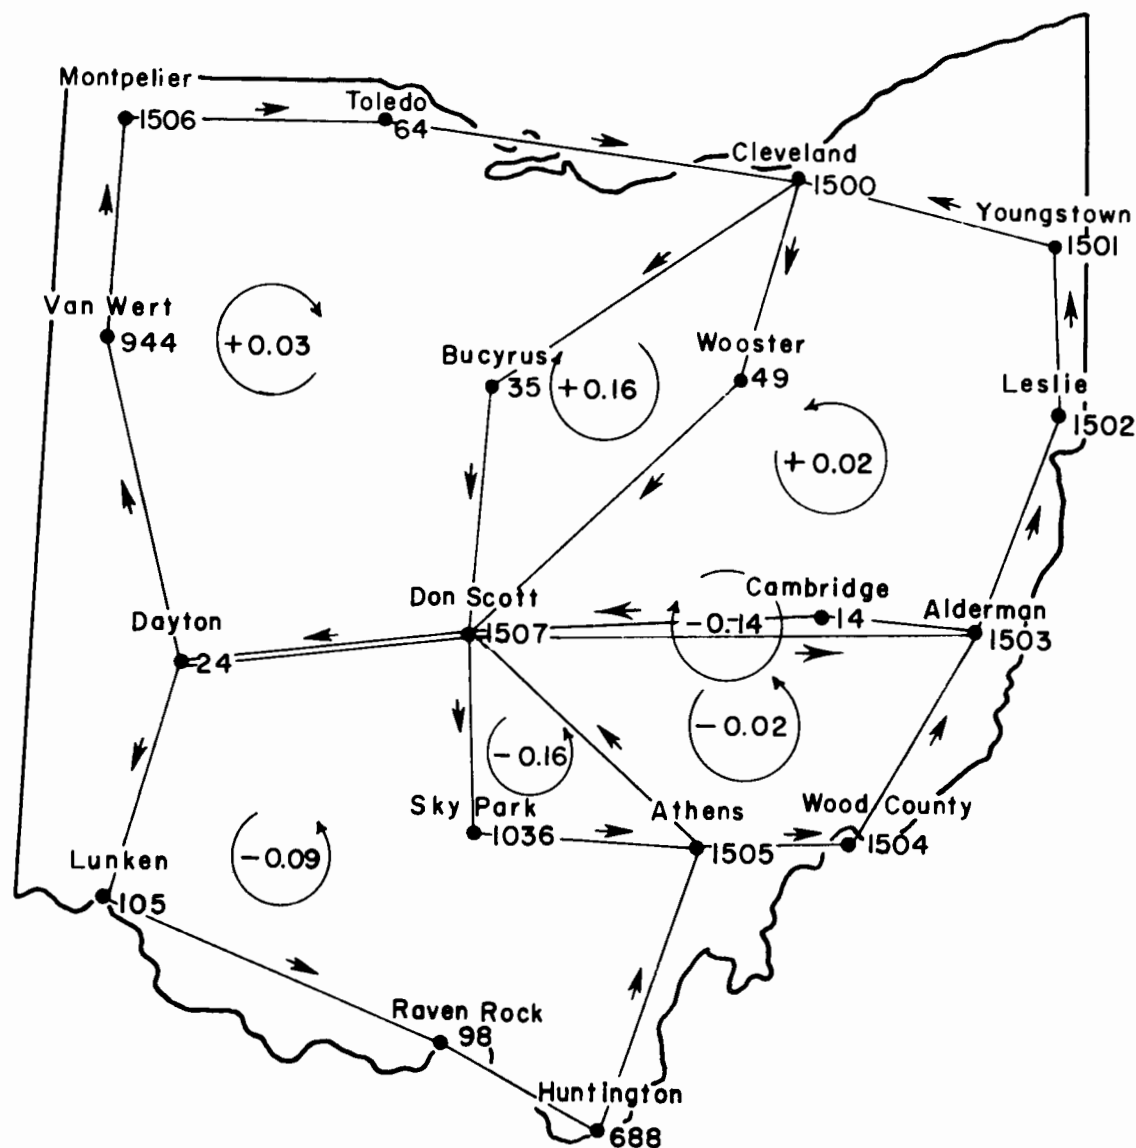 Montpelier
1506
Toledo
64
Cleveland
1500
Youngstown
1501
Van Wert
944
+0.03
Bucyrus
35
+0.16
Wooster
49
Leslie
1502
+0.02
Don Scott
1507
Cambridge
14
-0.14
Alderman
1503
Dayton
24
-0.02
-0.16
Sky Park
1036
Athens
1505
Wood County
1504
Lunken
105
-0.09
Raven Rock
98
Huntington
688